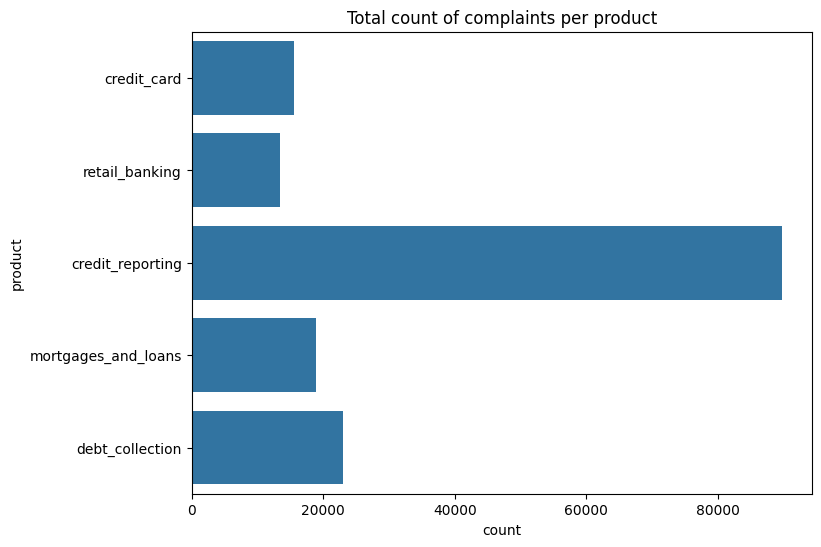 Total count of complaints per product
product
credit_card
retail_banking
credit_reporting
mortgages_and_loans
debt_collection
0 20000 40000 60000 80000
count